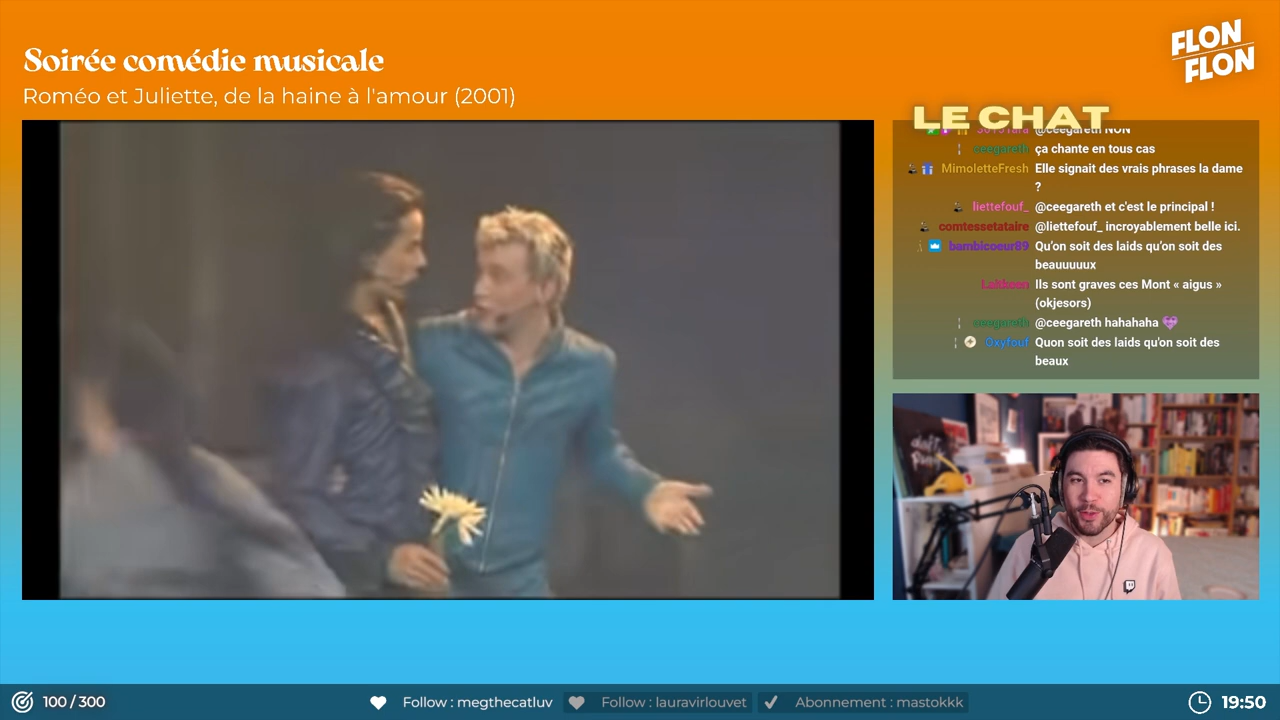 Soirée comédie musicale
Roméo et Juliette, de la haine à l'amour (2001)
FLON
FLON
LE CHAT
@ceegareth NON
ceegareth ça chante en tous cas
MimoletteFresh Elle signait des vrais phrases la dame
?
liettefouf_ @ceegareth et c'est le principal !
comtessetataire @liettefouf_ incroyablement belle ici.
bambicoeur89 Qu'on soit des laids qu'on soit des
beauuuuux
Ils sont graves ces Mont « aigus »
(okjesors)
ceegareth @ceegareth hahahaha
Oxyfouf Quon soit des laids qu'on soit des
beaux
100 / 300
Follow : megthecatluv
Follow : lauravirlouvet
Abonnement : mastokkk
19:50